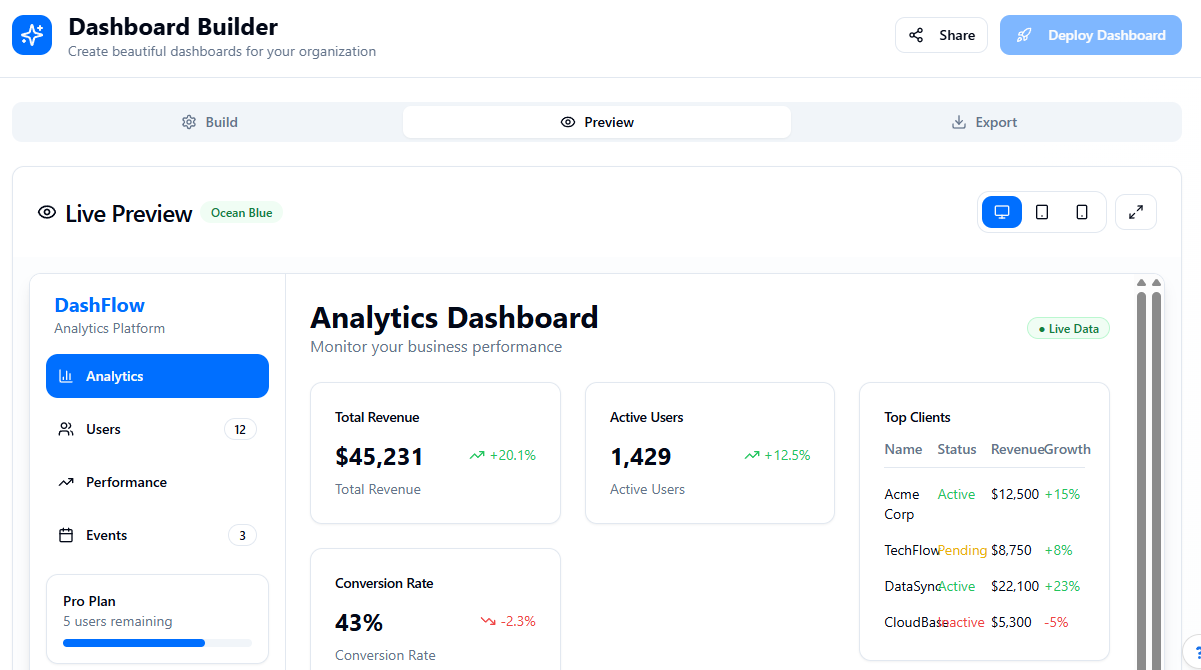 Dashboard Builder
Create beautiful dashboards for your organization
Share
Deploy Dashboard
Build
Preview
Export
Live Preview
Ocean Blue
DashFlow
Analytics Platform
Analytics
Users 12
Performance
Events 3
Pro Plan
5 users remaining
Analytics Dashboard
Monitor your business performance
● Live Data
Total Revenue
$45,231 +20.1%
Total Revenue
Active Users
1,429 +12.5%
Active Users
Conversion Rate
43% -2.3%
Conversion Rate
Top Clients
Name Status Revenue Growth
Acme Corp Active $12,500 +15%
TechFlow Pending $8,750 +8%
DataSync Active $22,100 +23%
CloudBase Inactive $5,300 -5%
?